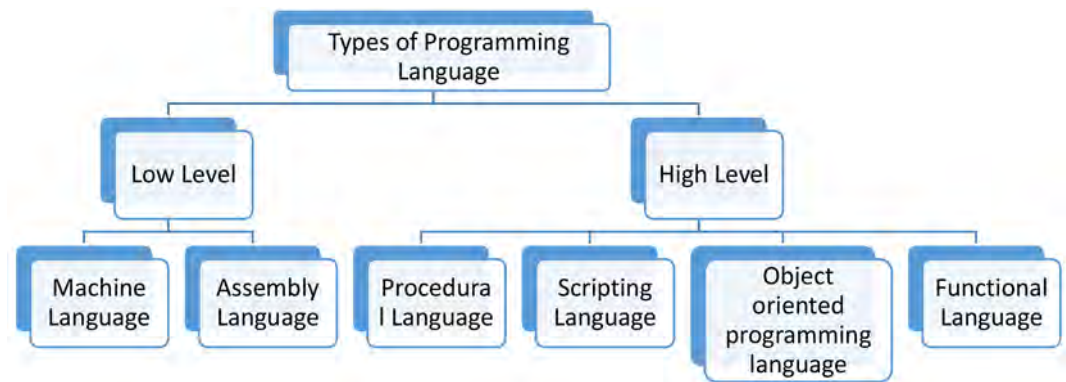 Types of Programming
Language
Low Level
High Level
Machine
Language
Assembly
Language
Procedura
l Language
Scripting
Language
Object
oriented
programming
language
Functional
Language